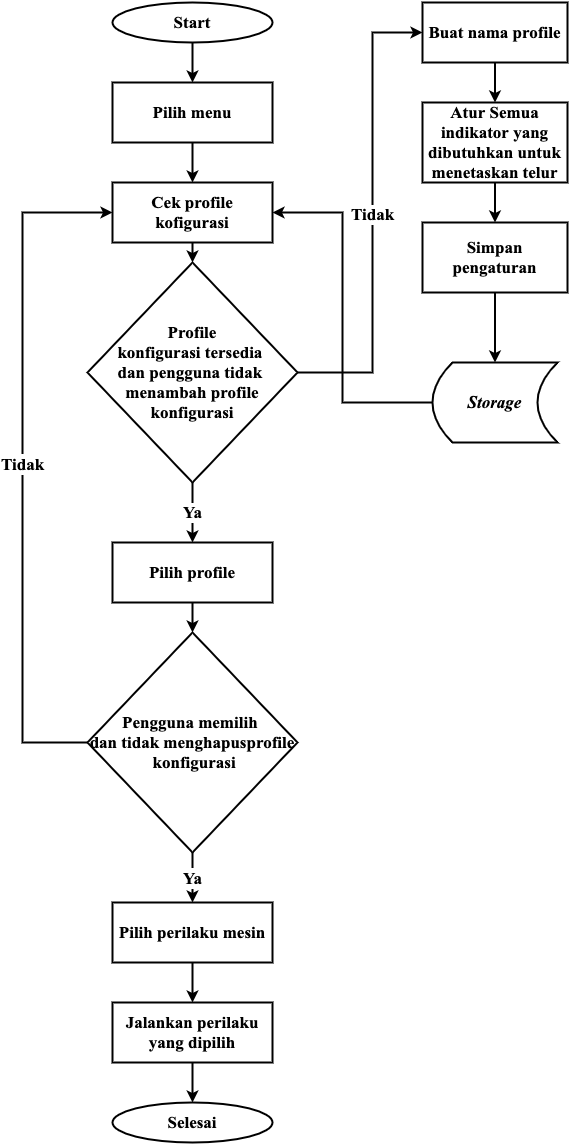 Start
Pilih menu
Cek profile
kofigurasi
Profile
konfigurasi tersedia
dan pengguna tidak
menambah profile
konfigurasi
Tidak
Buat nama profile
Atur Semua
indikator yang
dibutuhkan untuk
menetaskan telur
Simpan
pengaturan
Storage
Ya
Pilih profile
Pengguna memilih
dan tidak menghapusprofile
konfigurasi
Tidak
Ya
Pilih perilaku mesin
Jalankan perilaku
yang dipilih
Selesai